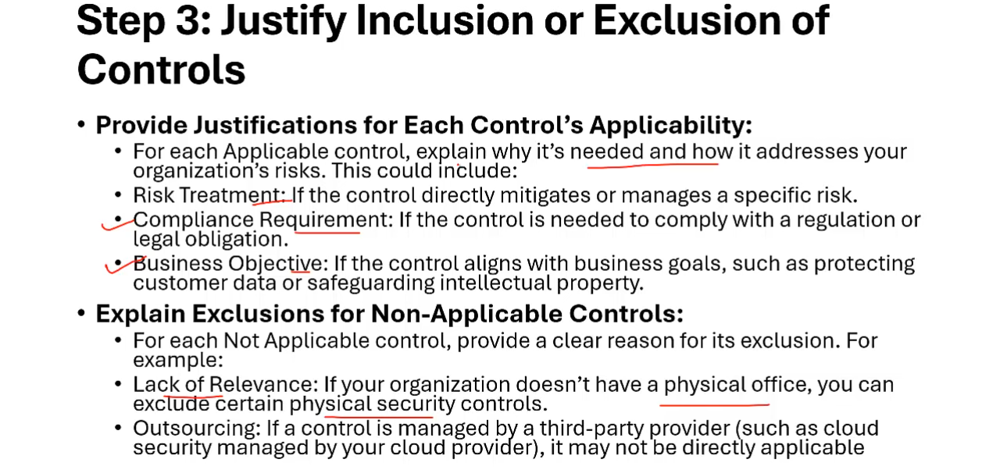 Step 3: Justify Inclusion or Exclusion of
Controls
• Provide Justifications for Each Control’s Applicability:
• For each Applicable control, explain why it’s needed and how it addresses your
organization’s risks. This could include:
• Risk Treatment: If the control directly mitigates or manages a specific risk.
• Compliance Requirement: If the control is needed to comply with a regulation or
legal obligation.
• Business Objective: If the control aligns with business goals, such as protecting
customer data or safeguarding intellectual property.
• Explain Exclusions for Non-Applicable Controls:
• For each Not Applicable control, provide a clear reason for its exclusion. For
example:
• Lack of Relevance: If your organization doesn’t have a physical office, you can
exclude certain physical security controls.
• Outsourcing: If a control is managed by a third-party provider (such as cloud
security managed by your cloud provider), it may not be directly applicable